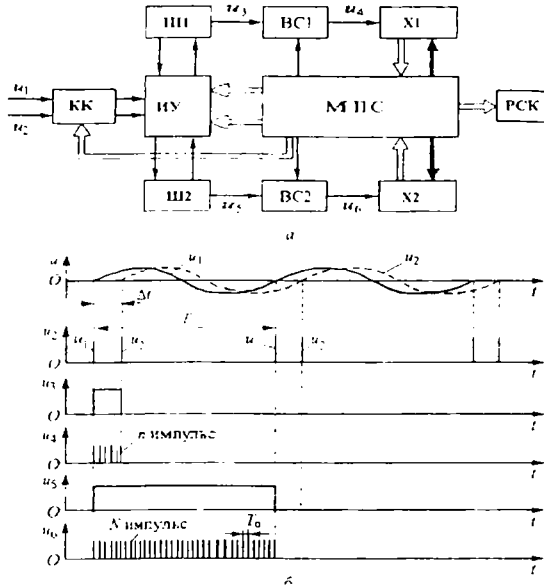 Ш1 u₃ ВС1 u₄ Х1
u₁
u₂
КК ИУ МПС РСК
Ш2 u₅ ВС2 u₆ Х2
а
u u₁ u₂
O t
Δt
T
u₂ u₁ u₂ u u₂
O t
u₃
O t
u₄ n импульс
O t
u₅
O t
u₆ N импульс T₀
O t
б